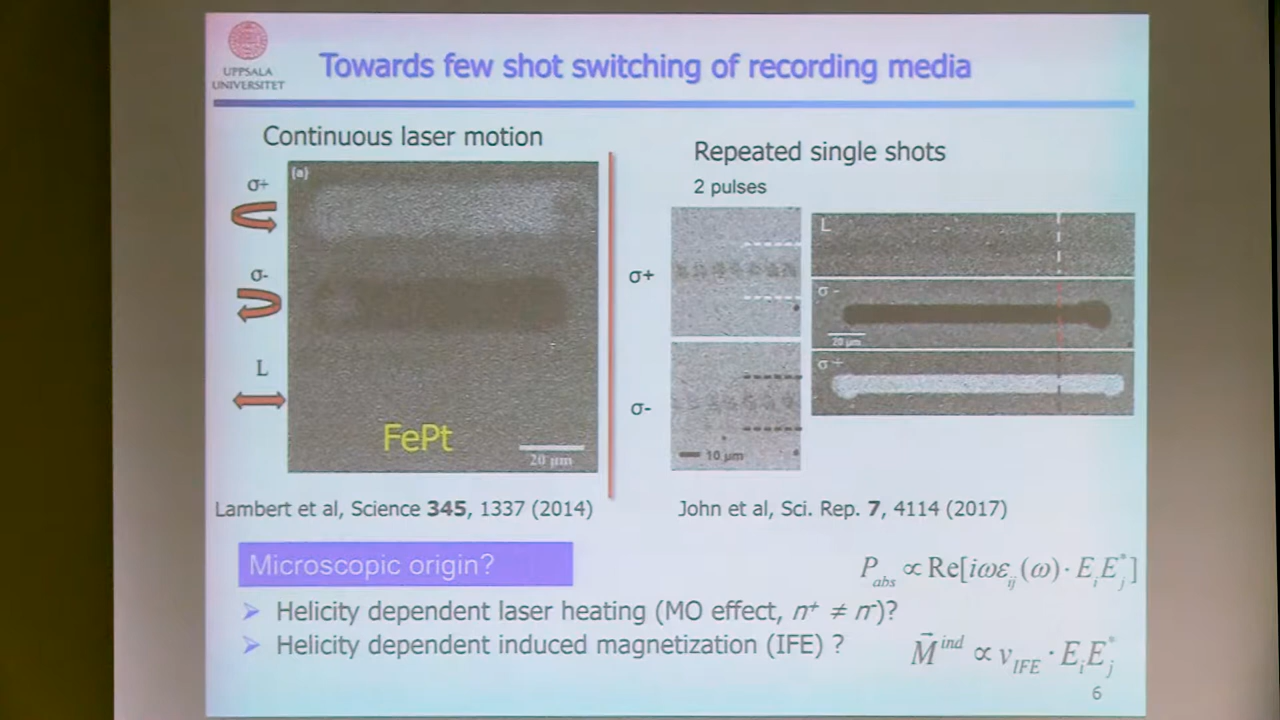 UPPSALA
UNIVERSITET
Towards few shot switching of recording media
Continuous laser motion
(a)
σ+
σ-
L
FePt
20 μm
Lambert et al, Science 345, 1337 (2014)
Repeated single shots
2 pulses
σ+
σ-
10 μm
L
σ-
20 μm
σ+
John et al, Sci. Rep. 7, 4114 (2017)
Microscopic origin?
P_abs ∝ Re[iωε_ij(ω) · E_i E_j^*]
➢ Helicity dependent laser heating (MO effect, n⁺ ≠ n⁻)?
➢ Helicity dependent induced magnetization (IFE) ?
M⃗^ind ∝ ν_IFE · E_i E_j^*
6